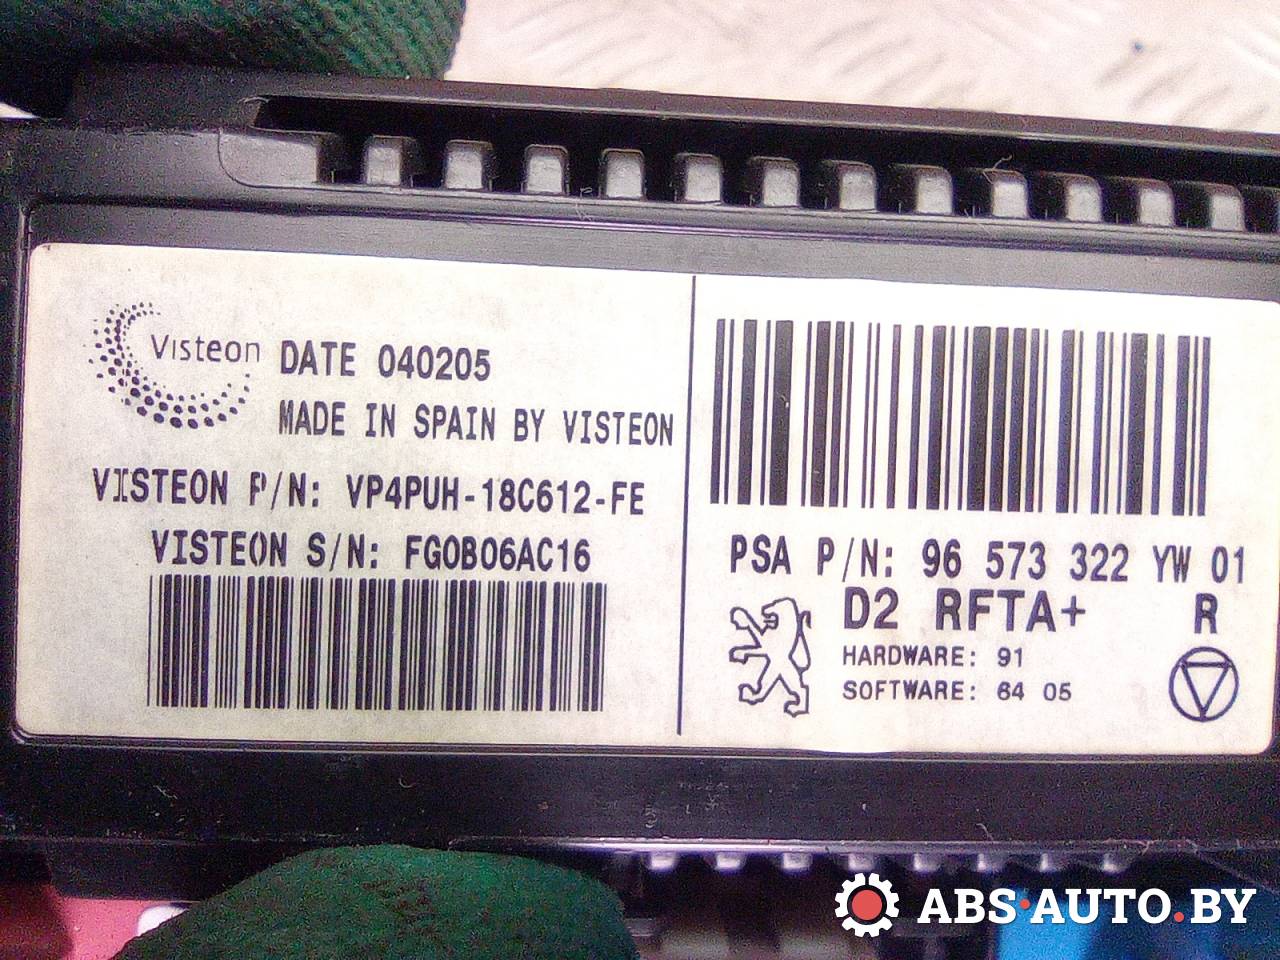 Visteon
DATE 040205
MADE IN SPAIN BY VISTEON
VISTEON P/N: VP4PUH-18C612-FE
VISTEON S/N: FG0B06AC16
PSA P/N: 96 573 322 YW 01
D2 RFTA+ R
HARDWARE: 91
SOFTWARE: 64 05
ABS·AUTO.BY